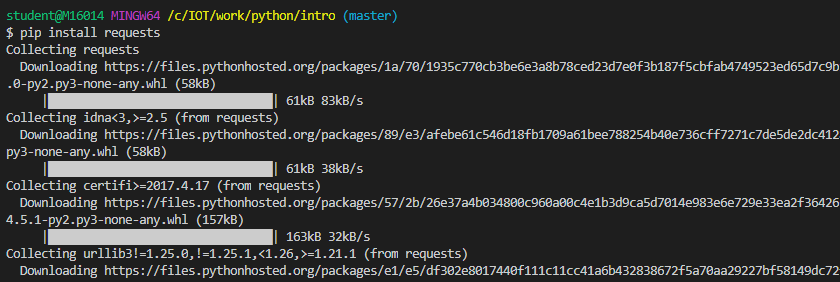 student@M16014 MINGW64 /c/IOT/work/python/intro (master)
$ pip install requests
Collecting requests
  Downloading https://files.pythonhosted.org/packages/1a/70/1935c770cb3be6e3a8b78ced23d7e0f3b187f5cbfab4749523ed65d7c9b
.0-py2.py3-none-any.whl (58kB)
     |████████████████████████████████| 61kB 83kB/s
Collecting idna<3,>=2.5 (from requests)
  Downloading https://files.pythonhosted.org/packages/89/e3/afebe61c546d18fb1709a61bee788254b40e736cff7271c7de5de2dc412
py3-none-any.whl (58kB)
     |████████████████████████████████| 61kB 38kB/s
Collecting certifi>=2017.4.17 (from requests)
  Downloading https://files.pythonhosted.org/packages/57/2b/26e37a4b034800c960a00c4e1b3d9ca5d7014e983e6e729e33ea2f36426
4.5.1-py2.py3-none-any.whl (157kB)
     |████████████████████████████████| 163kB 32kB/s
Collecting urllib3!=1.25.0,!=1.25.1,<1.26,>=1.21.1 (from requests)
  Downloading https://files.pythonhosted.org/packages/e1/e5/df302e8017440f111c11cc41a6b432838672f5a70aa29227bf58149dc72